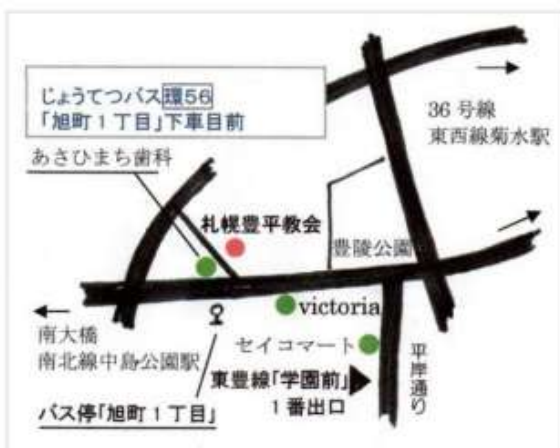 じょうてつバス環56
「旭町1丁目」下車目前
あさひまち歯科
36号線
東西線菊水駅
札幌豊平教会
豊陵公園
victoria
南大橋
南北線中島公園駅
セイコマート
東豊線「学園前」
1番出口
平岸通り
バス停「旭町1丁目」